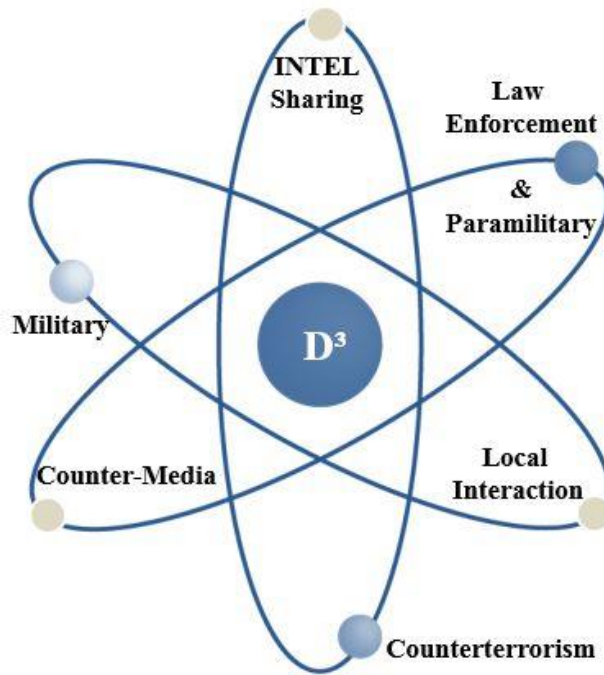 INTEL
Sharing
Law
Enforcement
&
Paramilitary
Military
D³
Counter-Media
Local
Interaction
Counterterrorism